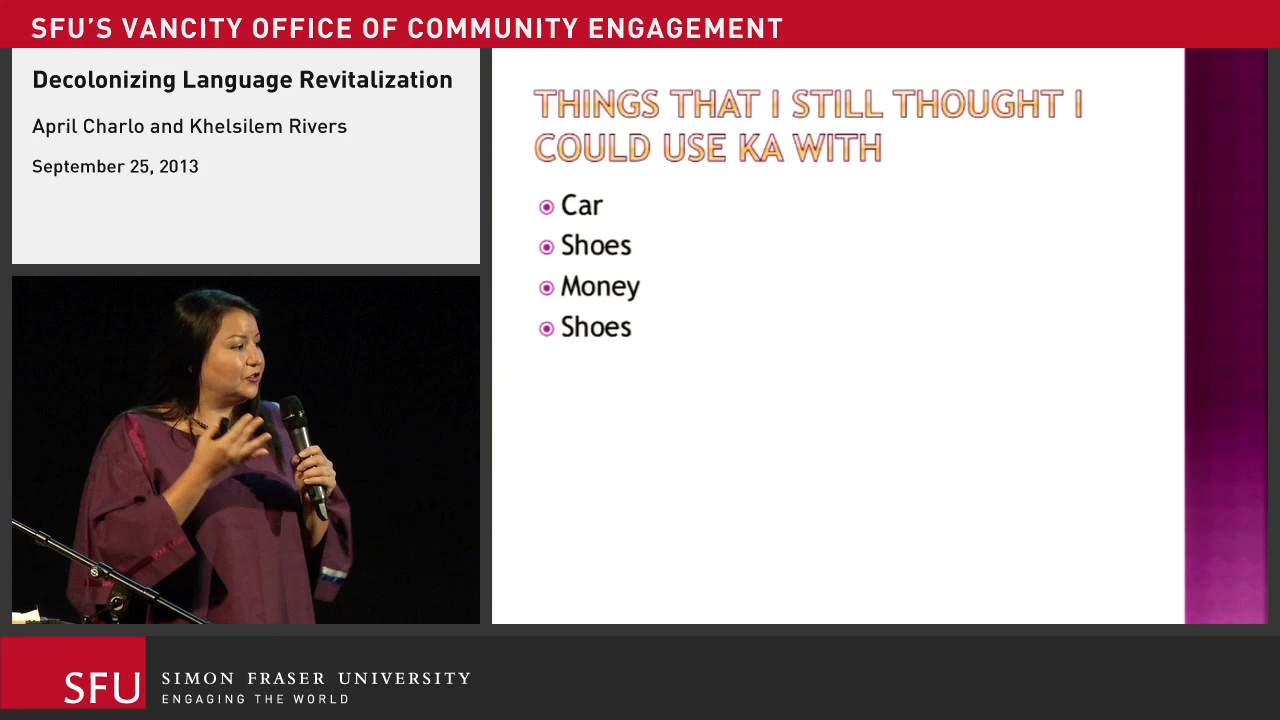 SFU'S VANCITY OFFICE OF COMMUNITY ENGAGEMENT
Decolonizing Language Revitalization
April Charlo and Khelsilem Rivers
September 25, 2013
THINGS THAT I STILL THOUGHT I
COULD USE KA WITH
Car
Shoes
Money
Shoes
SFU
SIMON FRASER UNIVERSITY
ENGAGING THE WORLD